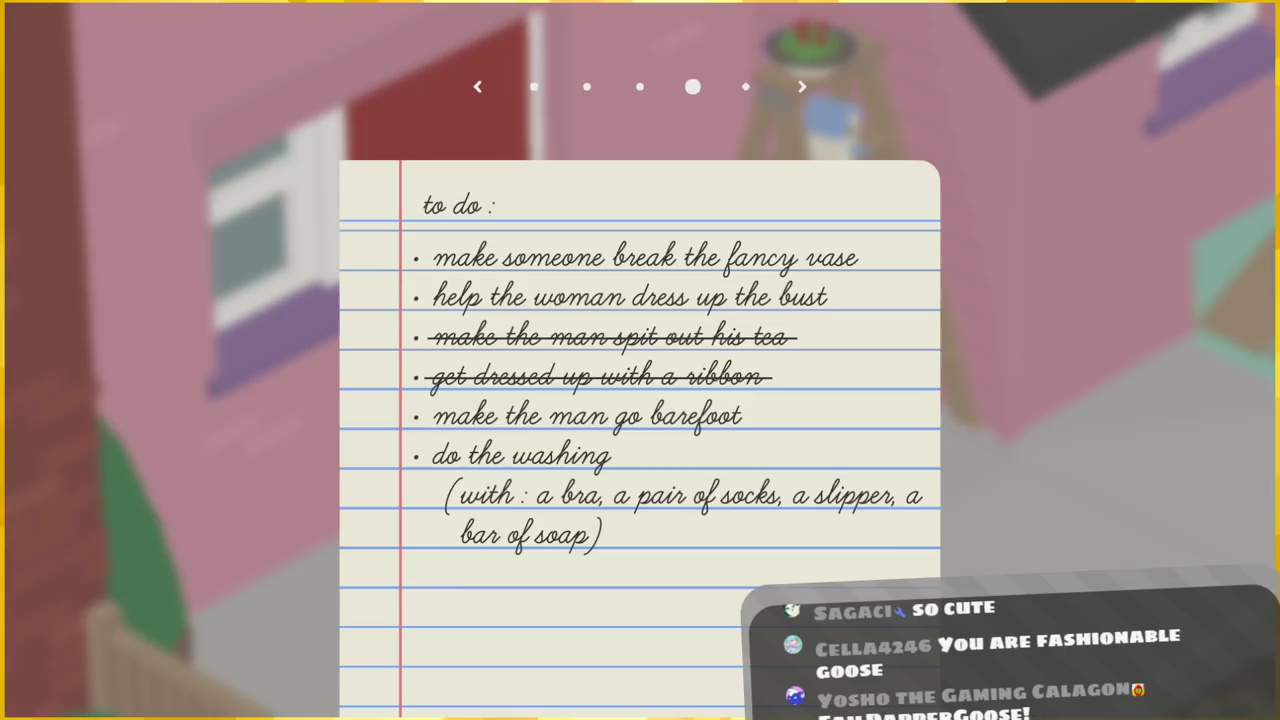 to do :
• make someone break the fancy vase
• help the woman dress up the bust
• make the man spit out his tea
• get dressed up with a ribbon
• make the man go barefoot
• do the washing
(with : a bra, a pair of socks, a slipper, a
bar of soap)
SAGACI SO CUTE
CELLA4246 YOU ARE FASHIONABLE
GOOSE
YOSHO THE GAMING CALAGON